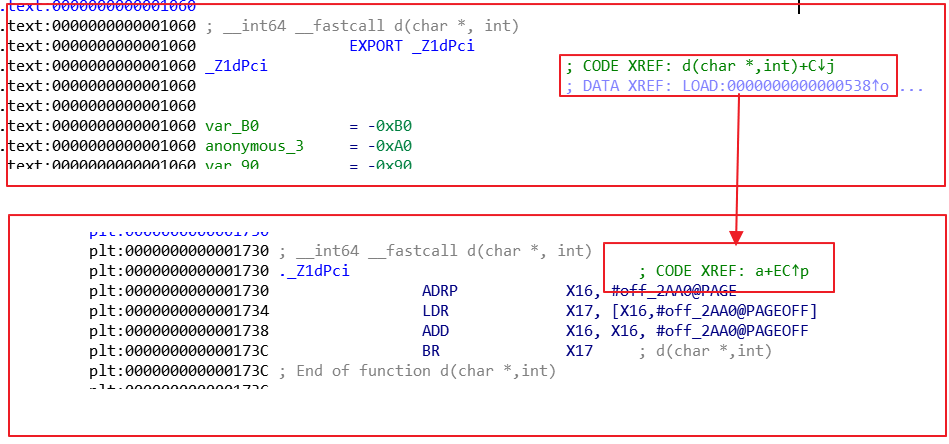 .text:0000000000001060
.text:0000000000001060 ; __int64 __fastcall d(char *, int)
.text:0000000000001060 EXPORT _Z1dPci
.text:0000000000001060 _Z1dPci ; CODE XREF: d(char *,int)+C↓j
.text:0000000000001060 ; DATA XREF: LOAD:0000000000000538↑o ...
.text:0000000000001060
.text:0000000000001060 var_B0 = -0xB0
.text:0000000000001060 anonymous_3 = -0xA0
.text:0000000000001060 var_90 = -0x90
plt:0000000000001730
plt:0000000000001730 ; __int64 __fastcall d(char *, int)
plt:0000000000001730 ._Z1dPci ; CODE XREF: a+EC↑p
plt:0000000000001730 ADRP X16, #off_2AA0@PAGE
plt:0000000000001734 LDR X17, [X16,#off_2AA0@PAGEOFF]
plt:0000000000001738 ADD X16, X16, #off_2AA0@PAGEOFF
plt:000000000000173C BR X17 ; d(char *,int)
plt:000000000000173C ; End of function d(char *,int)
plt:000000000000173C